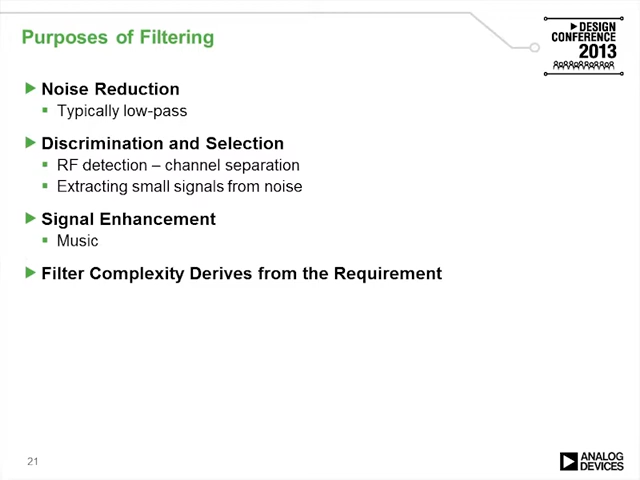 Purposes of Filtering
DESIGN
CONFERENCE
2013
Noise Reduction
Typically low-pass
Discrimination and Selection
RF detection – channel separation
Extracting small signals from noise
Signal Enhancement
Music
Filter Complexity Derives from the Requirement
21
ANALOG
DEVICES